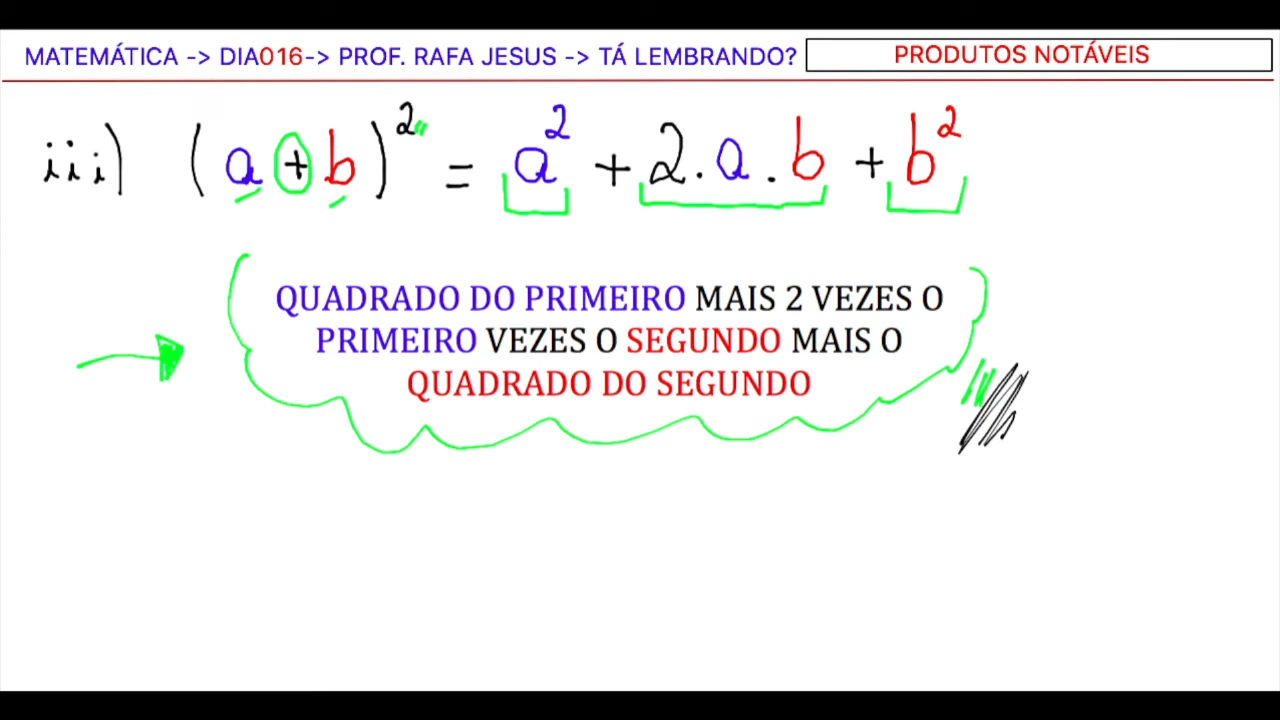 MATEMÁTICA -> DIA016-> PROF. RAFA JESUS -> TÁ LEMBRANDO? PRODUTOS NOTÁVEIS
iii) (a + b)² = a² + 2.a.b + b²
QUADRADO DO PRIMEIRO MAIS 2 VEZES O
PRIMEIRO VEZES O SEGUNDO MAIS O
QUADRADO DO SEGUNDO